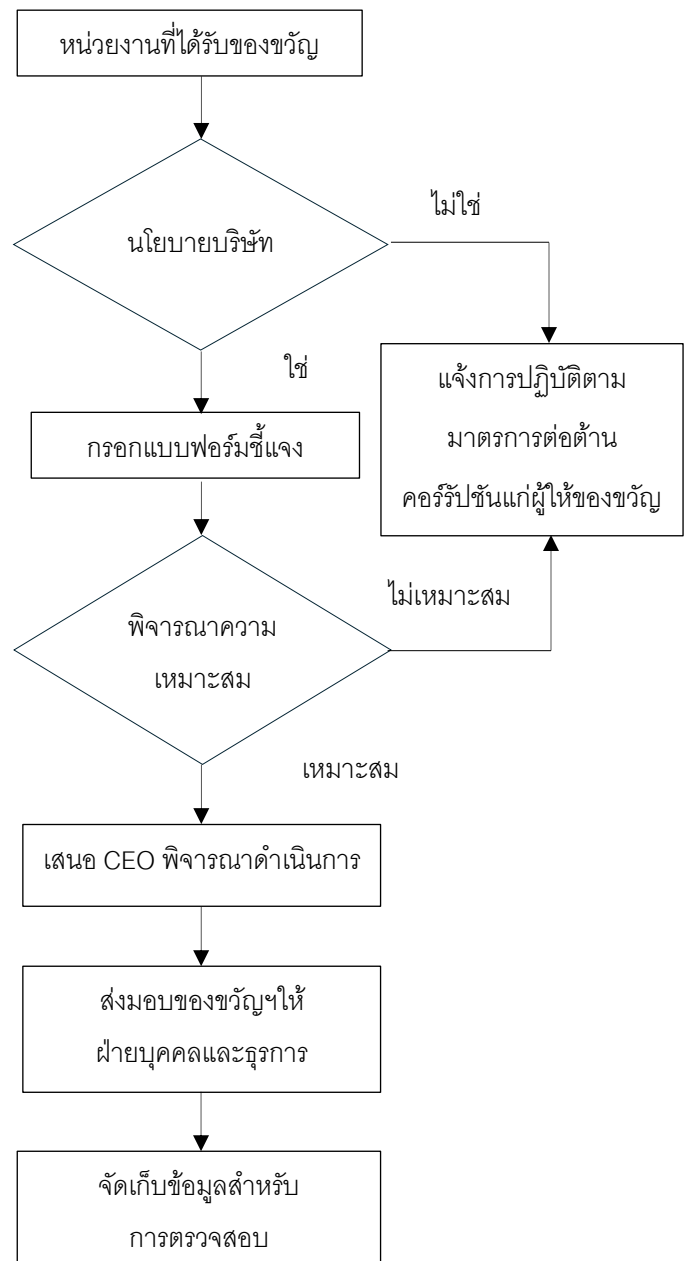 หน่วยงานที่ได้รับของขวัญ
นโยบายบริษัท
ไม่ใช่
ใช่
แจ้งการปฏิบัติตาม
มาตรการต่อต้าน
คอร์รัปชันแก่ผู้ให้ของขวัญ
กรอกแบบฟอร์มชี้แจง
พิจารณาความ
เหมาะสม
ไม่เหมาะสม
เหมาะสม
เสนอ CEO พิจารณาดำเนินการ
ส่งมอบของขวัญฯให้
ฝ่ายบุคคลและธุรการ
จัดเก็บข้อมูลสำหรับ
การตรวจสอบ